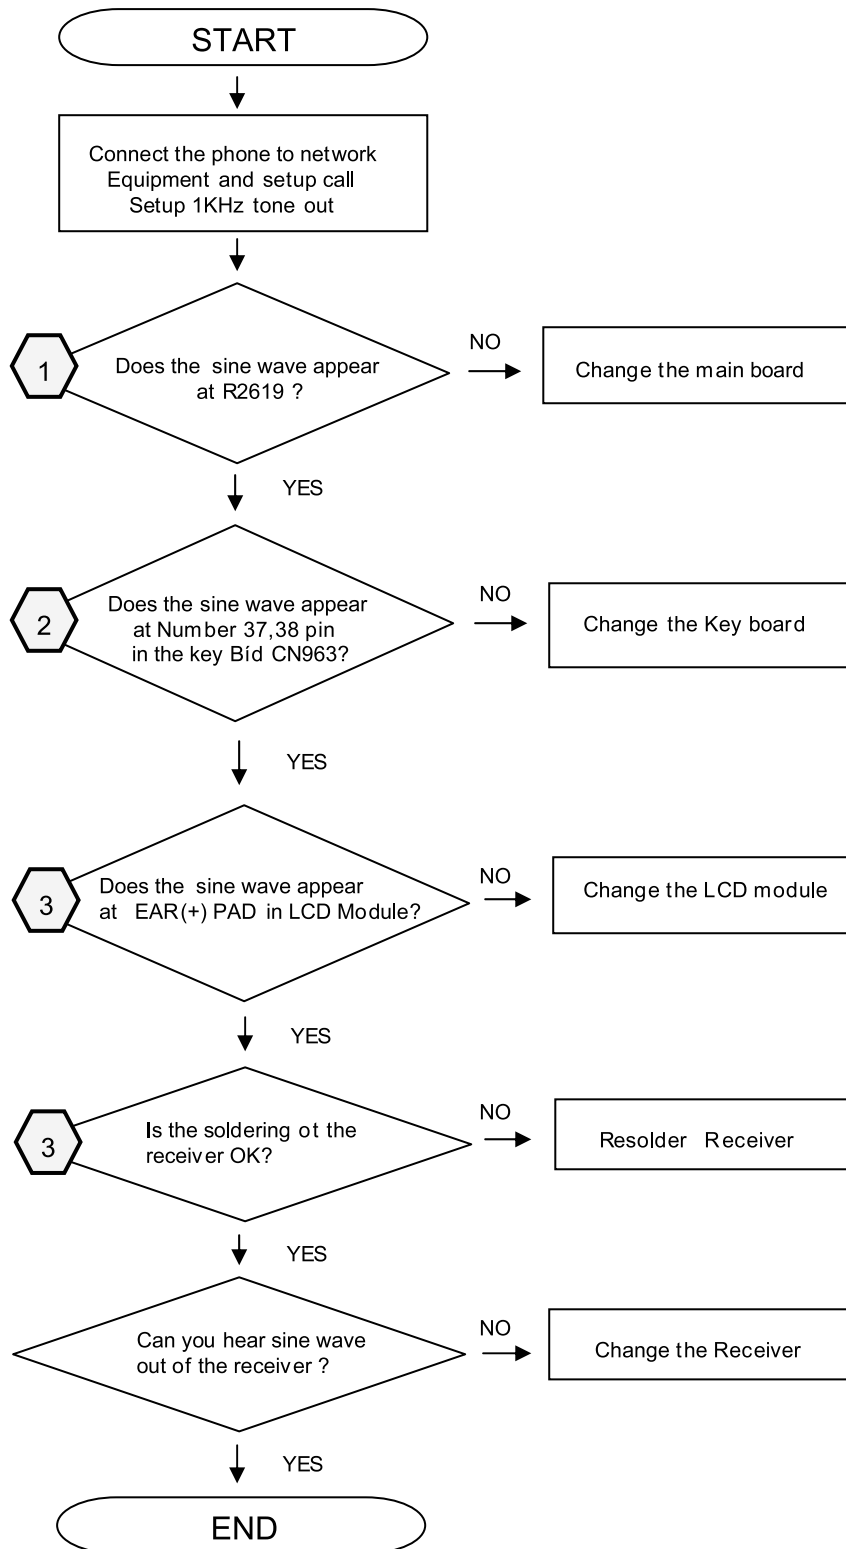 START
Connect the phone to network
Equipment and setup call
Setup 1KHz tone out
1
Does the sine wave appear
at R2619 ?
NO
Change the main board
YES
2
Does the sine wave appear
at Number 37,38 pin
in the key Bíd CN963?
NO
Change the Key board
YES
3
Does the sine wave appear
at EAR(+) PAD in LCD Module?
NO
Change the LCD module
YES
3
Is the soldering ot the
receiver OK?
NO
Resolder Receiver
YES
Can you hear sine wave
out of the receiver ?
NO
Change the Receiver
YES
END